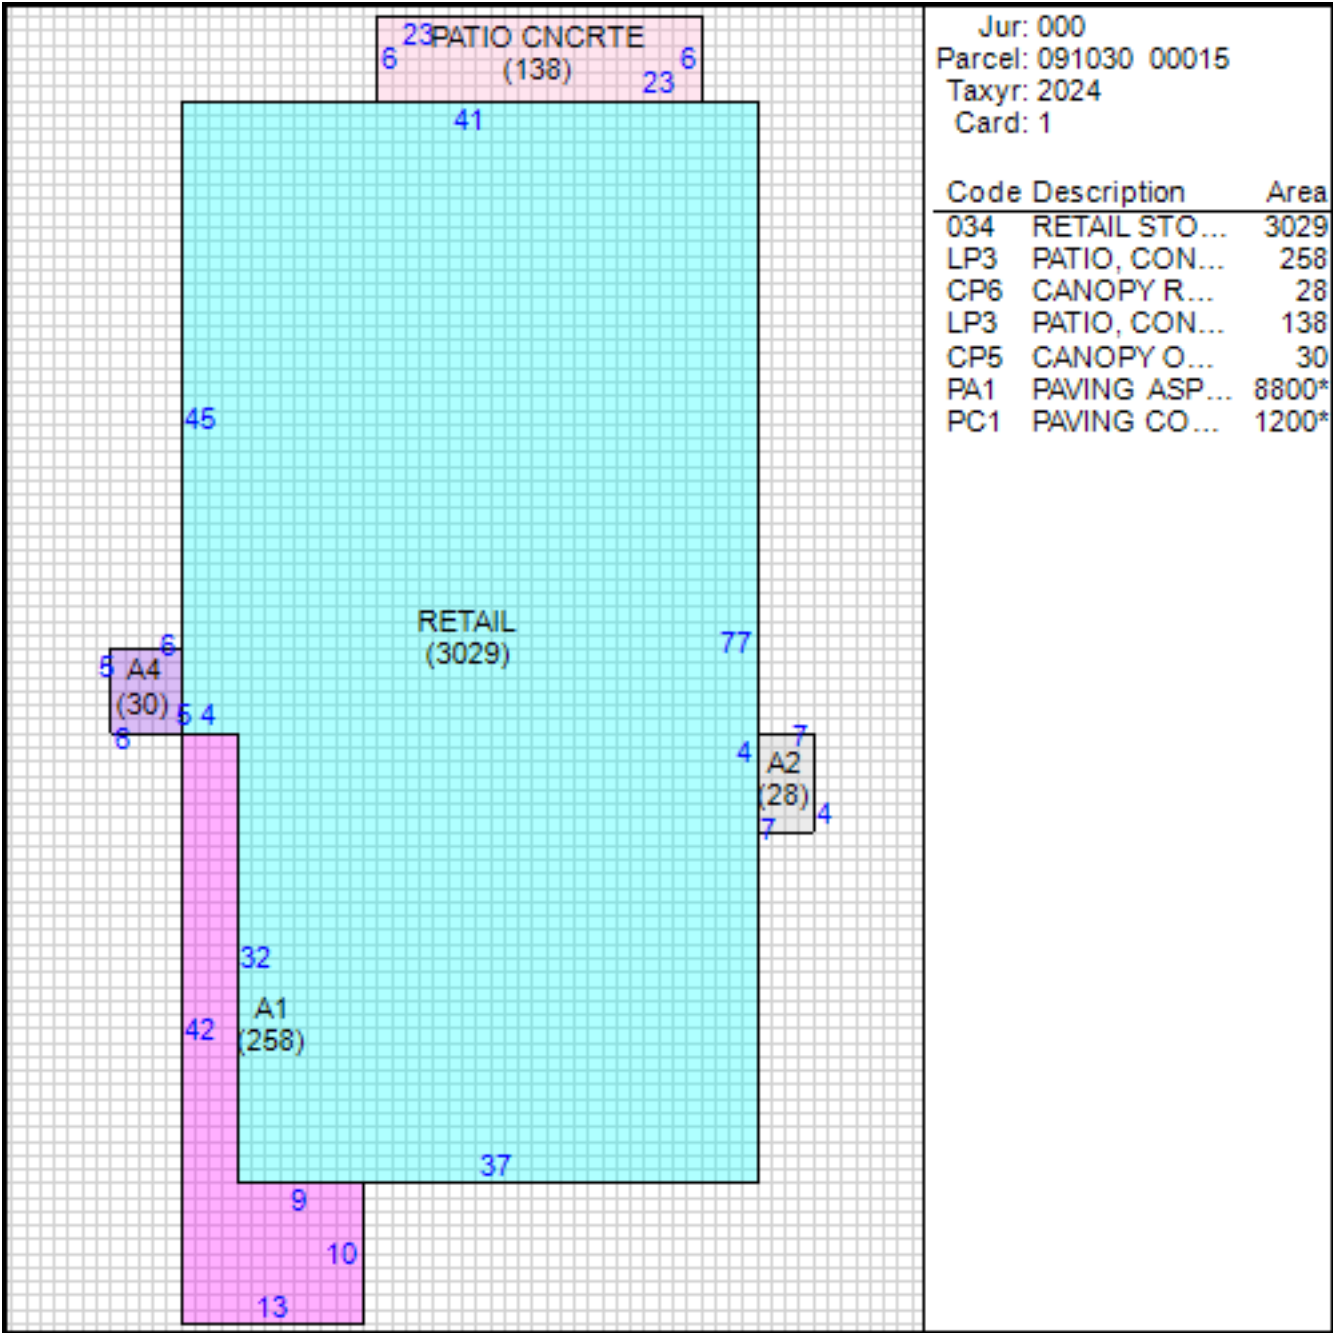 23 PATIO CNCRTE
6 (138) 6
23
41
45
RETAIL
(3029)
77
6
5 A4
(30)
5 4
6
7
4 A2
(28)
4
7
32
42
A1
(258)
37
9
10
13
Jur: 000
Parcel: 091030 00015
Taxyr: 2024
Card: 1
Code Description Area
034 RETAIL STO... 3029
LP3 PATIO, CON... 258
CP6 CANOPY R... 28
LP3 PATIO, CON... 138
CP5 CANOPY O... 30
PA1 PAVING ASP... 8800*
PC1 PAVING CO... 1200*